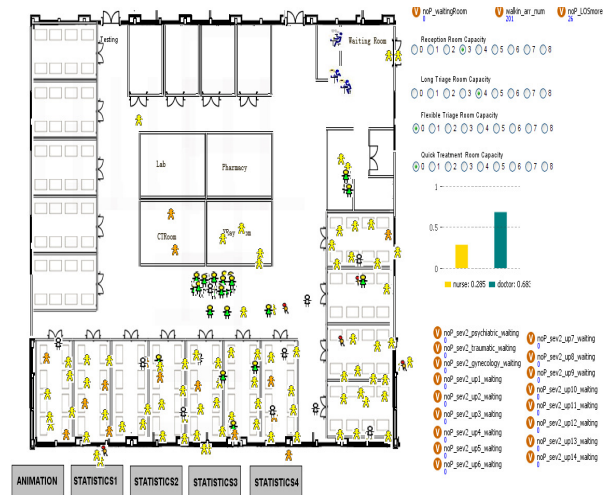 noP_waitingRoom
0
walkin_arr_num
201
noP_LOSmore
26
Testing
Waiting Room
Reception Room Capacity
0 1 2 3 4 5 6 7 8
Long Triage Room Capacity
0 1 2 3 4 5 6 7 8
Flexible Triage Room Capacity
0 1 2 3 4 5 6 7 8
Quick Treatment Room Capacity
0 1 2 3 4 5 6 7 8
Lab
Pharmacy
CTRoom
1
0.5
0
nurse: 0.285
doctor: 0.68
noP_sev2_psychiatric_waiting
0
noP_sev2_traumatic_waiting
0
noP_sev2_gynecology_waiting
0
noP_sev2_up1_waiting
0
noP_sev2_up2_waiting
0
noP_sev2_up3_waiting
0
noP_sev2_up4_waiting
0
noP_sev2_up5_waiting
0
noP_sev2_up6_waiting
0
noP_sev2_up7_waiting
0
noP_sev2_up8_waiting
0
noP_sev2_up9_waiting
0
noP_sev2_up10_waiting
0
noP_sev2_up11_waiting
0
noP_sev2_up12_waiting
0
noP_sev2_up13_waiting
0
noP_sev2_up14_waiting
0
ANIMATION
STATISTICS1
STATISTICS2
STATISTICS3
STATISTICS4